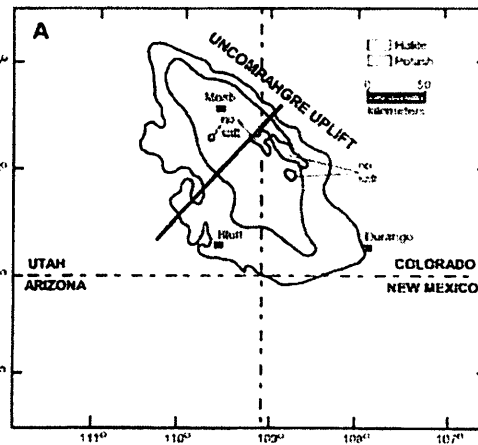 A
UNCOMPAHGRE UPLIFT
Halite
Potash
0 50
kilometers
Moab
no
salt
no
salt
Bluff
Durango
UTAH
COLORADO
ARIZONA
NEW MEXICO
111° 110° 109° 108° 107°